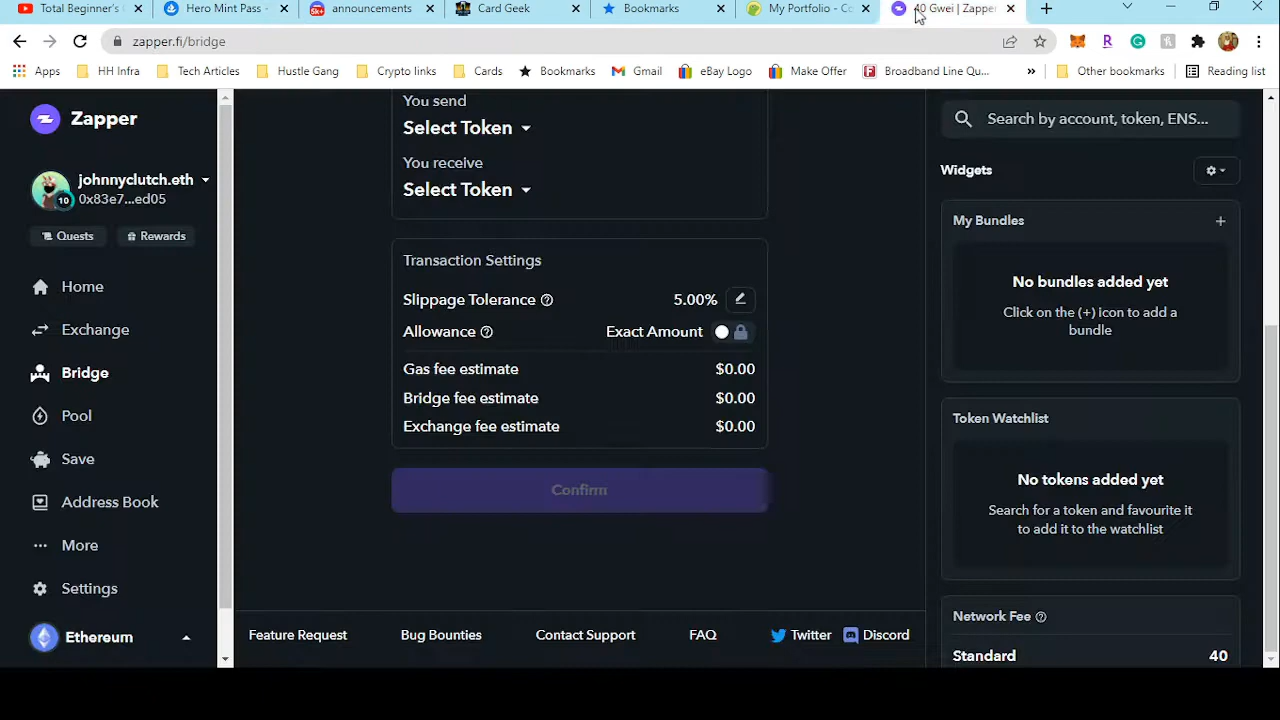 Total Beginner's
Hero Mint Pass -
5k+ announcements
Card Geek
Bookmarks
My Portfolio - Co
40 Gwei | Zapper
zapper.fi/bridge
Apps
HH Infra
Tech Articles
Hustle Gang
Crypto links
Cards
Bookmarks
Gmail
eBay Logo
Make Offer
Broadband Line Qu...
»
Other bookmarks
Reading list
Zapper
johnnyclutch.eth
10
0x83e7...ed05
Quests
Rewards
Home
Exchange
Bridge
Pool
Save
Address Book
More
Settings
Ethereum
You send
Select Token
You receive
Select Token
Transaction Settings
Slippage Tolerance 5.00%
Allowance Exact Amount
Gas fee estimate $0.00
Bridge fee estimate $0.00
Exchange fee estimate $0.00
Confirm
Feature Request
Bug Bounties
Contact Support
FAQ
Twitter
Discord
Search by account, token, ENS...
Widgets
My Bundles +
No bundles added yet
Click on the (+) icon to add a
bundle
Token Watchlist
No tokens added yet
Search for a token and favourite it
to add it to the watchlist
Network Fee
Standard 40